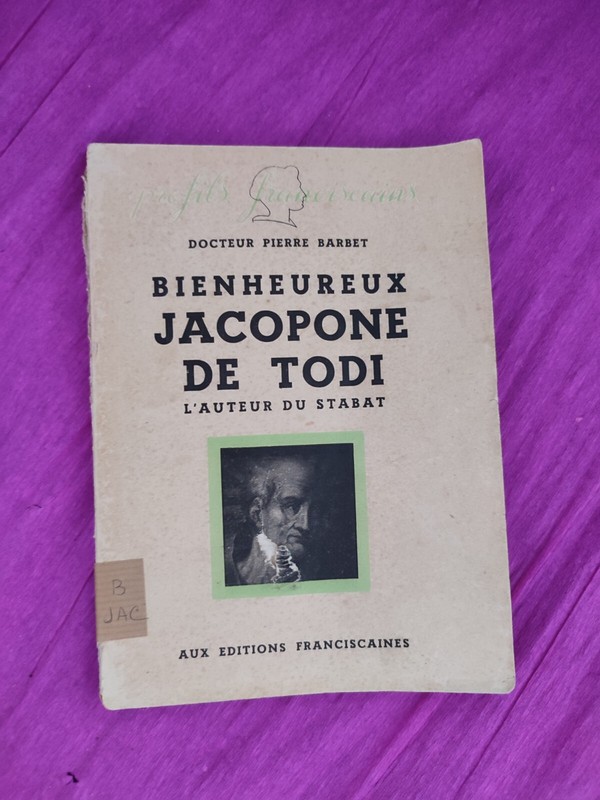 profils franciscains
DOCTEUR PIERRE BARBET
BIENHEUREUX
JACOPONE
DE TODI
L'AUTEUR DU STABAT
B
JAC
AUX EDITIONS FRANCISCAINES